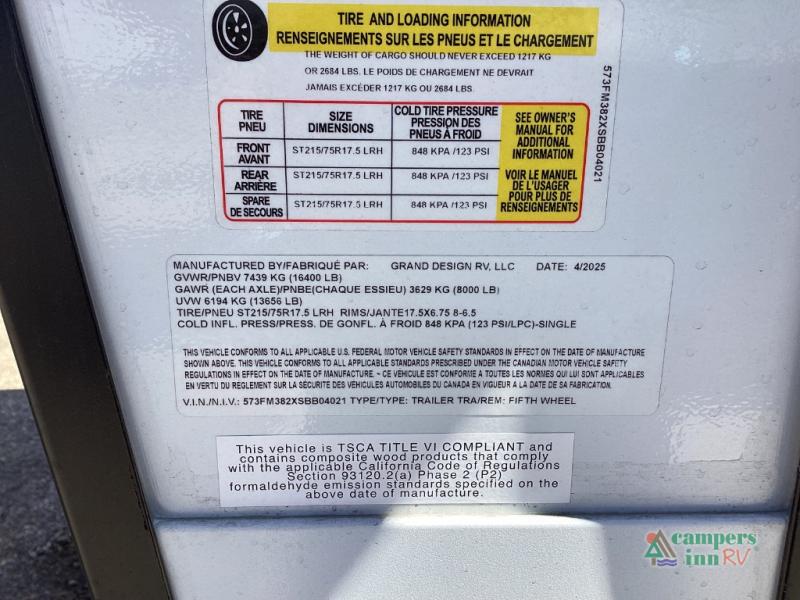 TIRE AND LOADING INFORMATION
RENSEIGNEMENTS SUR LES PNEUS ET LE CHARGEMENT
THE WEIGHT OF CARGO SHOULD NEVER EXCEED 1217 KG
OR 2684 LBS. LE POIDS DE CHARGEMENT NE DEVRAIT
JAMAIS EXCÉDER 1217 KG OU 2684 LBS.
TIRE PNEU
SIZE DIMENSIONS
COLD TIRE PRESSURE
PRESSION DES
PNEUS À FROID
SEE OWNER'S
MANUAL FOR
ADDITIONAL
INFORMATION
VOIR LE MANUEL
DE L'USAGER
POUR PLUS DE
RENSEIGNEMENTS
FRONT AVANT ST215/75R17.5 LRH 848 KPA /123 PSI
REAR ARRIÈRE ST215/75R17.5 LRH 848 KPA /123 PSI
SPARE DE SECOURS ST215/75R17.5 LRH 848 KPA /123 PSI
573FM382XSBB04021
MANUFACTURED BY/FABRIQUÉ PAR: GRAND DESIGN RV, LLC DATE: 4/2025
GVWR/PNBV 7439 KG (16400 LB)
GAWR (EACH AXLE)/PNBE(CHAQUE ESSIEU) 3629 KG (8000 LB)
UVW 6194 KG (13656 LB)
TIRE/PNEU ST215/75R17.5 LRH RIMS/JANTE17.5X6.75 8-6.5
COLD INFL. PRESS/PRESS. DE GONFL. À FROID 848 KPA (123 PSI/LPC)-SINGLE
THIS VEHICLE CONFORMS TO ALL APPLICABLE U.S. FEDERAL MOTOR VEHICLE SAFETY STANDARDS IN EFFECT ON THE DATE OF MANUFACTURE
SHOWN ABOVE. THIS VEHICLE CONFORMS TO ALL APPLICABLE STANDARDS PRESCRIBED UNDER THE CANADIAN MOTOR VEHICLE SAFETY
REGULATIONS IN EFFECT ON THE DATE OF MANUFACTURE - CE VÉHICULE EST CONFORME A TOUTES LES NORMES QUI LUI SONT APPLICABLES
EN VERTU DU REGLEMENT SUR LA SÉCURITÉ DES VÉHICULES AUTOMOBILES DU CANADA EN VIGUEUR A LA DATE DE SA FABRICATION.
V.I.N./N.I.V.: 573FM382XSBB04021 TYPE/TYPE: TRAILER TRA/REM: FIFTH WHEEL
This vehicle is TSCA TITLE VI COMPLIANT and
contains composite wood products that comply
with the applicable California Code of Regulations
Section 93120.2(a) Phase 2 (P2)
formaldehyde emission standards specified on the
above date of manufacture.
campers
inn RV